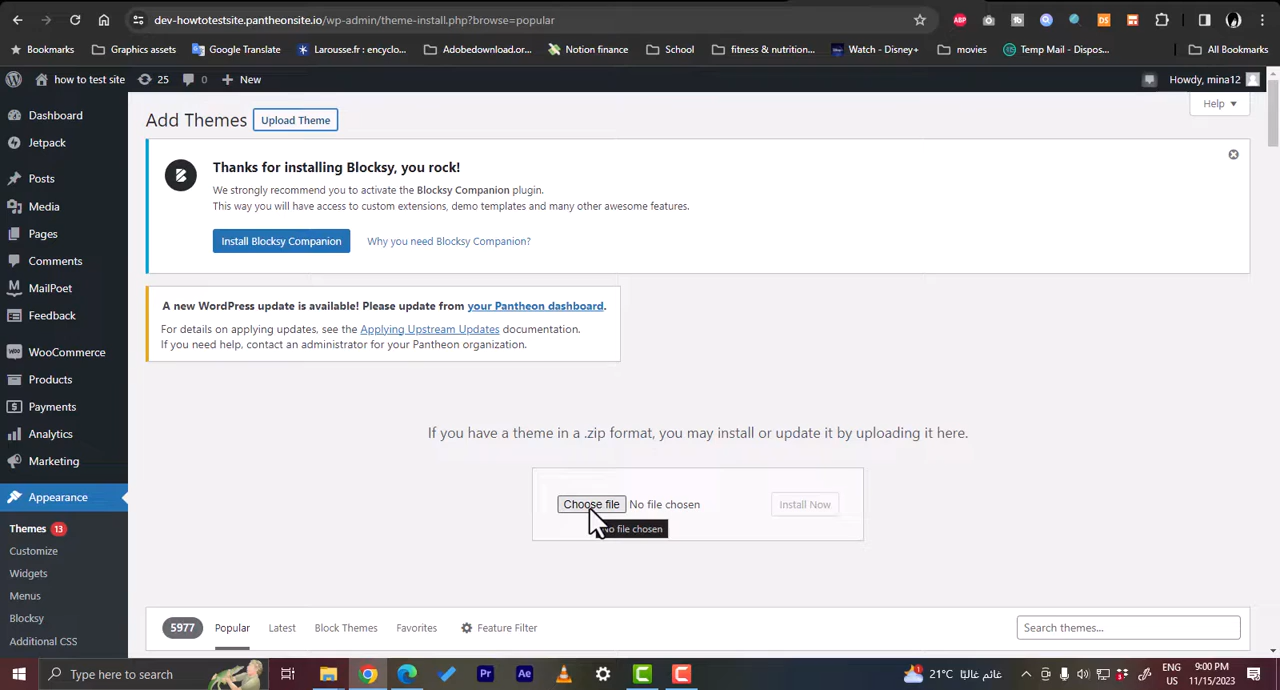 dev-howtotestsite.pantheonsite.io/wp-admin/theme-install.php?browse=popular
ABP
DS
Bookmarks
Graphics assets
Google Translate
Larousse.fr : encyclo...
Adobedownload.or...
Notion finance
School
fitness & nutrition...
Watch - Disney+
movies
Temp Mail - Dispos...
All Bookmarks
how to test site
25
0
New
Howdy, mina12
Dashboard
Jetpack
Posts
Media
Pages
Comments
MailPoet
Feedback
WooCommerce
Products
Payments
Analytics
Marketing
Appearance
Themes 13
Customize
Widgets
Menus
Blocksy
Additional CSS
Add Themes
Upload Theme
Help
Thanks for installing Blocksy, you rock!
We strongly recommend you to activate the Blocksy Companion plugin.
This way you will have access to custom extensions, demo templates and many other awesome features.
Install Blocksy Companion
Why you need Blocksy Companion?
A new WordPress update is available! Please update from your Pantheon dashboard.
For details on applying updates, see the Applying Upstream Updates documentation.
If you need help, contact an administrator for your Pantheon organization.
If you have a theme in a .zip format, you may install or update it by uploading it here.
Choose file No file chosen
Install Now
No file chosen
5977
Popular
Latest
Block Themes
Favorites
Feature Filter
Search themes...
Type here to search
Pr
Ae
21°C غائم غالبًا
ENG
US
9:00 PM
11/15/2023